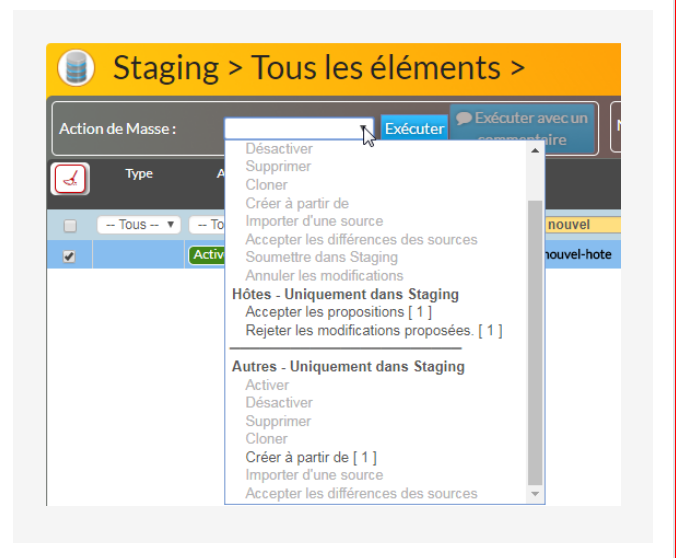 Staging > Tous les éléments >
Action de Masse :
Exécuter
Exécuter avec un
commentaire
Type
-- Tous --
nouvel
nouvel-hote
Désactiver
Supprimer
Cloner
Créer à partir de
Importer d'une source
Accepter les différences des sources
Soumettre dans Staging
Annuler les modifications
Hôtes - Uniquement dans Staging
Accepter les propositions [ 1 ]
Rejeter les modifications proposées. [ 1 ]
Autres - Uniquement dans Staging
Activer
Désactiver
Supprimer
Cloner
Créer à partir de [ 1 ]
Importer d'une source
Accepter les différences des sources